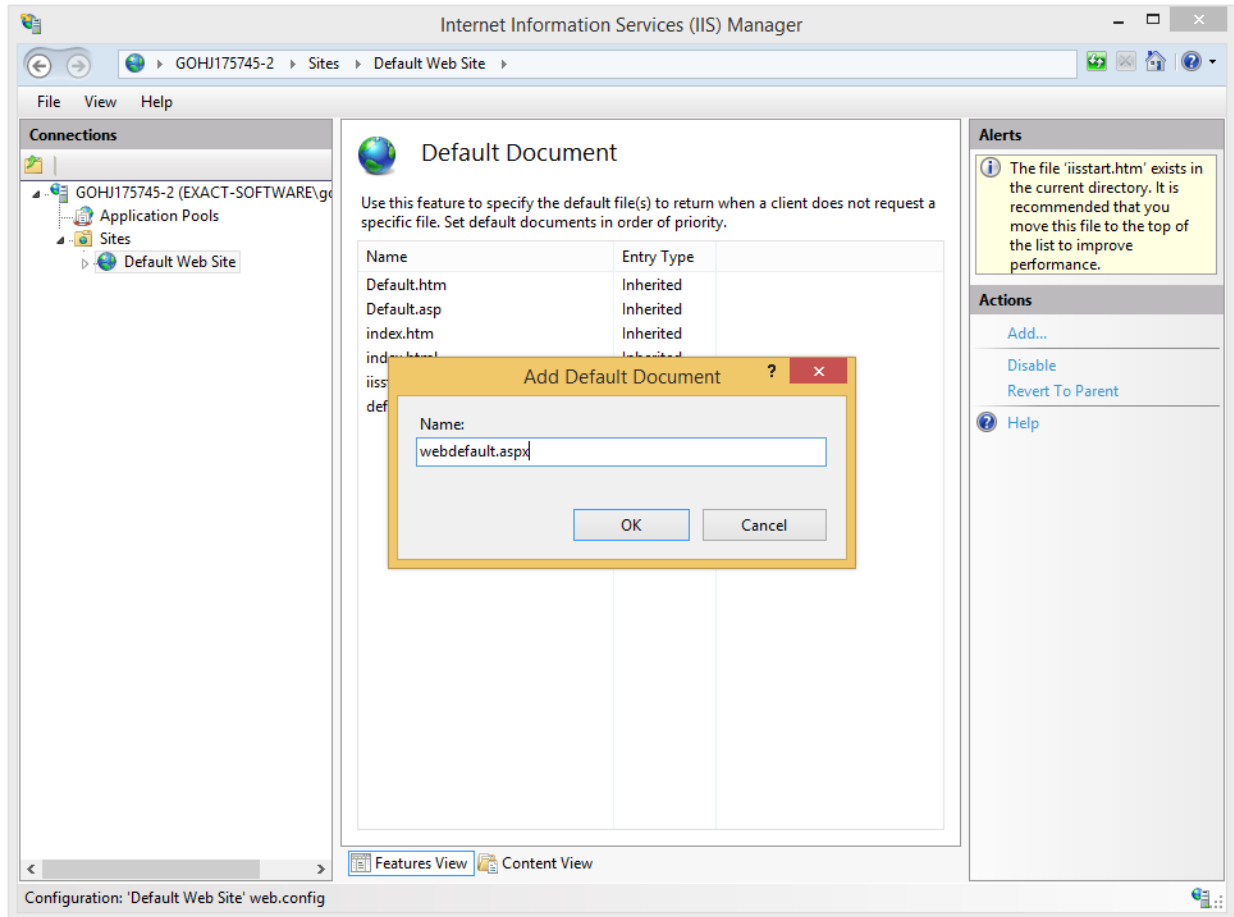 Internet Information Services (IIS) Manager
GOHJ175745-2 Sites Default Web Site
File View Help
Connections
GOHJ175745-2 (EXACT-SOFTWARE\go
Application Pools
Sites
Default Web Site
Default Document
Use this feature to specify the default file(s) to return when a client does not request a
specific file. Set default documents in order of priority.
Name Entry Type
Default.htm Inherited
Default.asp Inherited
index.htm Inherited
Add Default Document ?
Name:
webdefault.aspx
OK Cancel
Features View Content View
Alerts
The file 'iisstart.htm' exists in
the current directory. It is
recommended that you
move this file to the top of
the list to improve
performance.
Actions
Add...
Disable
Revert To Parent
Help
Configuration: 'Default Web Site' web.config